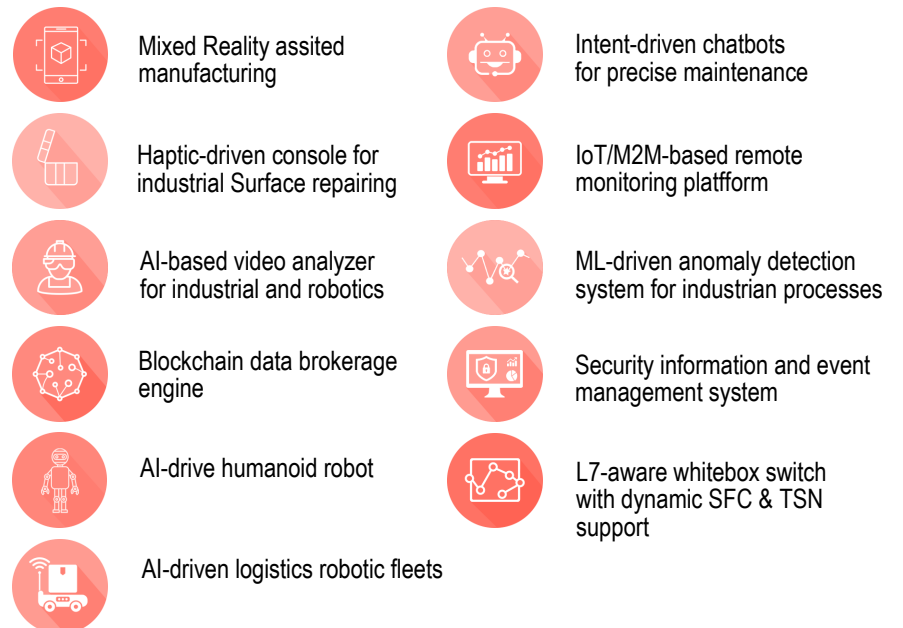 Mixed Reality assited
manufacturing
Haptic-driven console for
industrial Surface repairing
AI-based video analyzer
for industrial and robotics
Blockchain data brokerage
engine
AI-drive humanoid robot
AI-driven logistics robotic fleets
Intent-driven chatbots
for precise maintenance
IoT/M2M-based remote
monitoring platfform
ML-driven anomaly detection
system for industrian processes
Security information and event
management system
L7-aware whitebox switch
with dynamic SFC & TSN
support